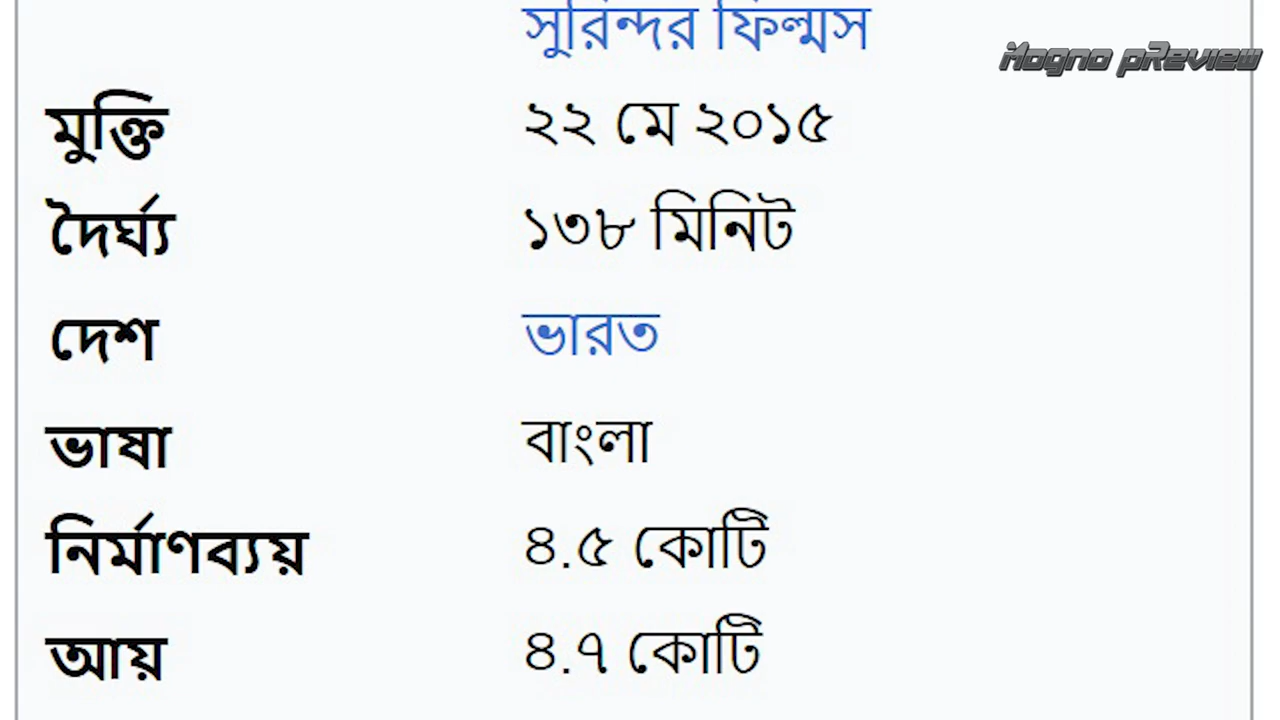 সুরিন্দর ফিল্মস
Mogno pReview
মুক্তি ২২ মে ২০১৫
দৈর্ঘ্য ১৩৮ মিনিট
দেশ ভারত
ভাষা বাংলা
নির্মাণব্যয় ৪.৫ কোটি
আয় ৪.৭ কোটি